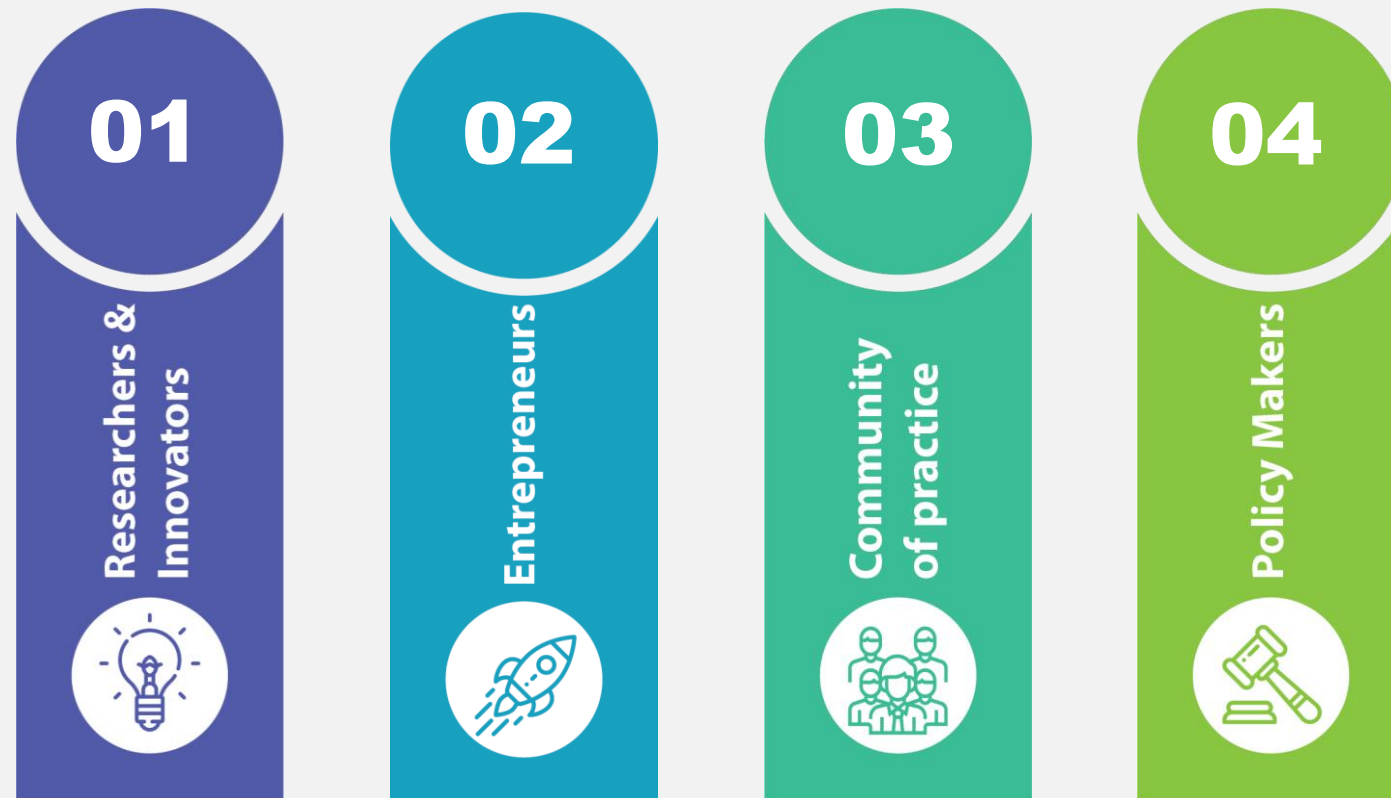 01
Researchers &
Innovators
02
Entrepreneurs
03
Community
of practice
04
Policy Makers